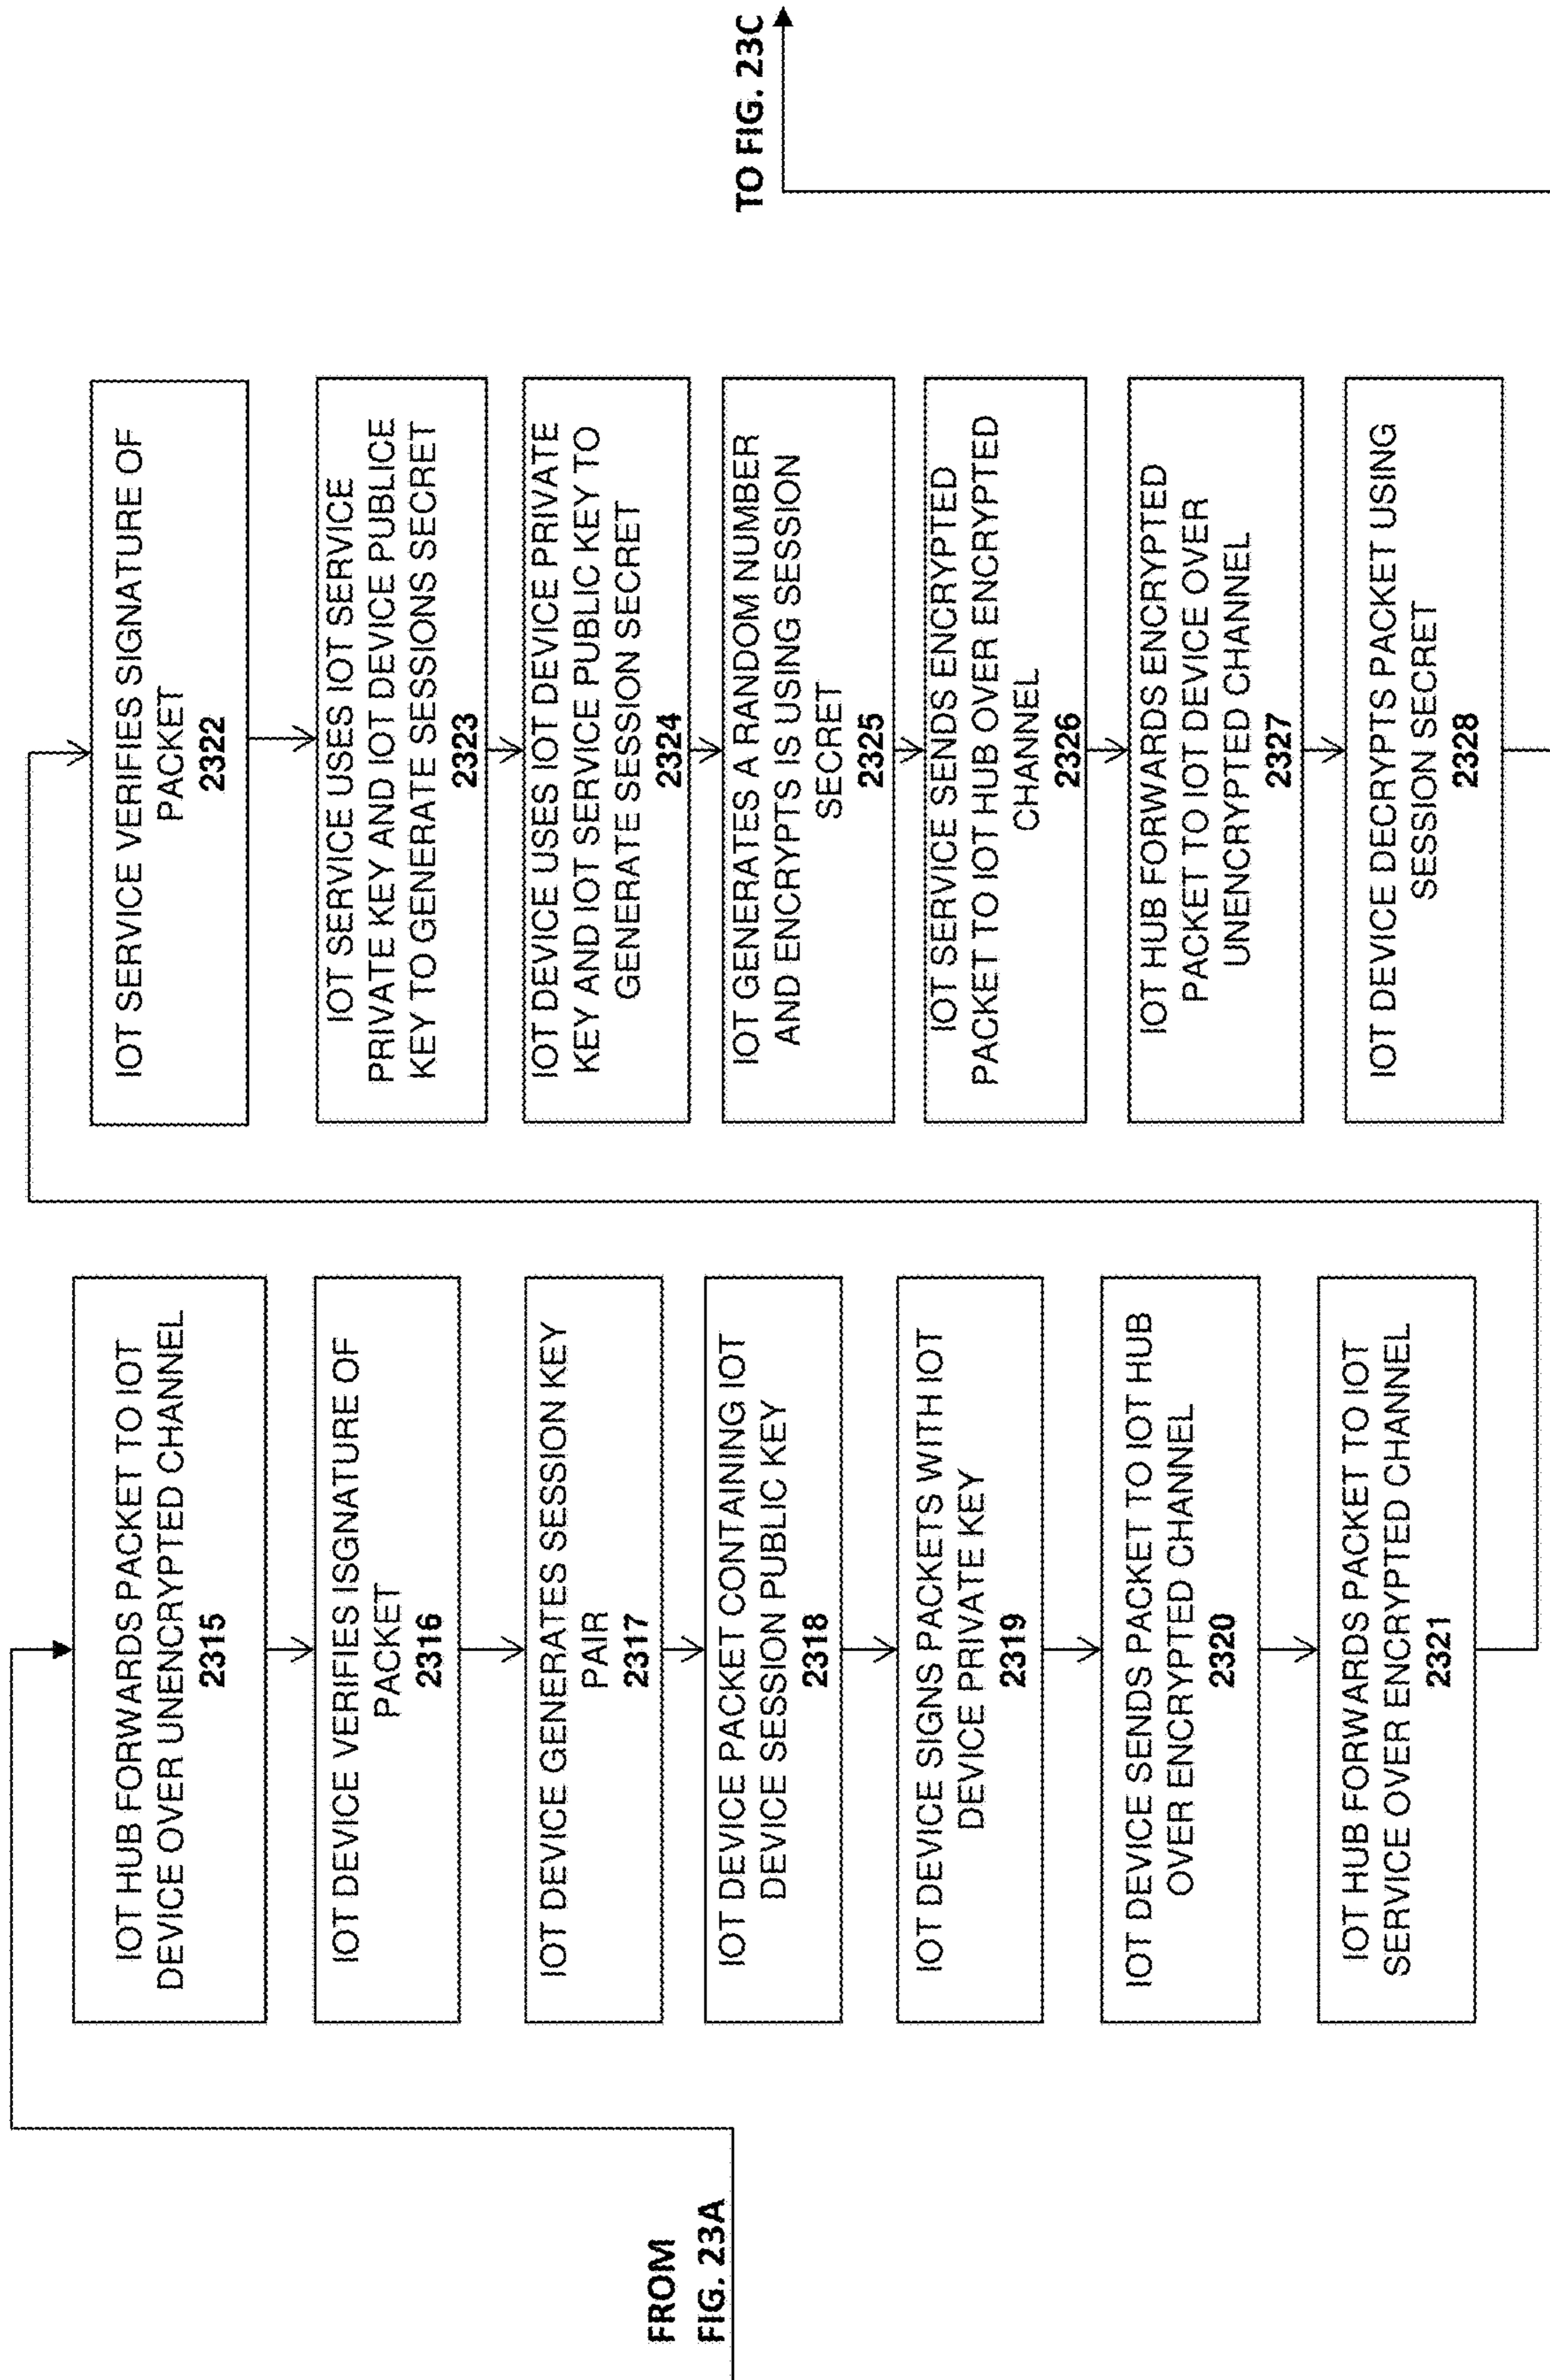 FROM
FIG. 23A
IOT HUB FORWARDS PACKET TO IOT
DEVICE OVER UNENCRYPTED CHANNEL
2315
IOT DEVICE VERIFIES ISGNATURE OF
PACKET
2316
IOT DEVICE GENERATES SESSION KEY
PAIR
2317
IOT DEVICE PACKET CONTAINING IOT
DEVICE SESSION PUBLIC KEY
2318
IOT DEVICE SIGNS PACKETS WITH IOT
DEVICE PRIVATE KEY
2319
IOT DEVICE SENDS PACKET TO IOT HUB
OVER ENCRYPTED CHANNEL
2320
IOT HUB FORWARDS PACKET TO IOT
SERVICE OVER ENCRYPTED CHANNEL
2321
IOT SERVICE VERIFIES SIGNATURE OF
PACKET
2322
IOT SERVICE USES IOT SERVICE
PRIVATE KEY AND IOT DEVICE PUBLICE
KEY TO GENERATE SESSIONS SECRET
2323
IOT DEVICE USES IOT DEVICE PRIVATE
KEY AND IOT SERVICE PUBLIC KEY TO
GENERATE SESSION SECRET
2324
IOT GENERATES A RANDOM NUMBER
AND ENCRYPTS IS USING SESSION
SECRET
2325
IOT SERVICE SENDS ENCRYPTED
PACKET TO IOT HUB OVER ENCRYPTED
CHANNEL
2326
IOT HUB FORWARDS ENCRYPTED
PACKET TO IOT DEVICE OVER
UNENCRYPTED CHANNEL
2327
IOT DEVICE DECRYPTS PACKET USING
SESSION SECRET
2328
TO FIG. 23C